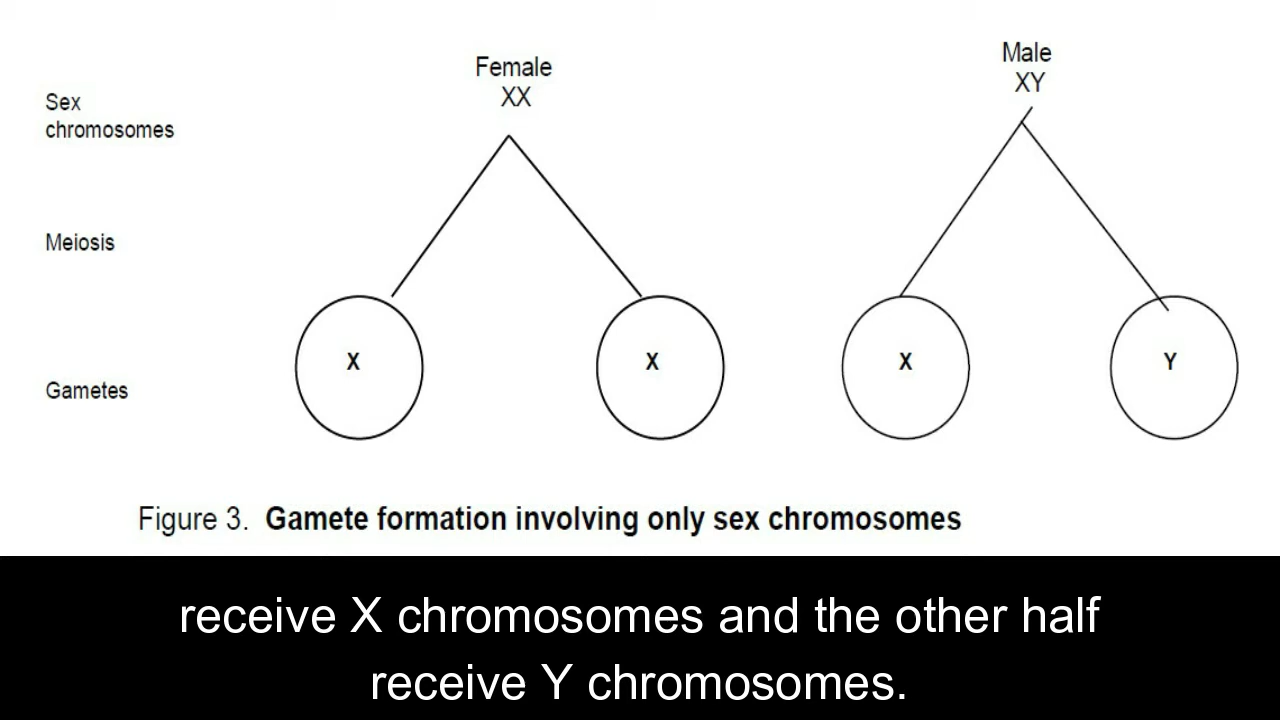 Female
XX
Male
XY
Sex
chromosomes
Meiosis
X
X
X
Y
Gametes
Figure 3. Gamete formation involving only sex chromosomes
receive X chromosomes and the other half
receive Y chromosomes.